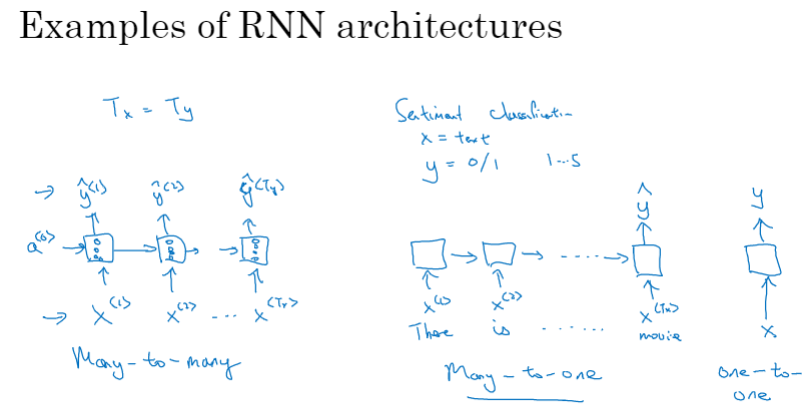 Examples of RNN architectures
Tx = Ty
→ ŷ<1> ŷ<2> ŷ<Ty>
a<0>
→ x<1> x<2> ... x<Tx>
Many-to-many
Sentiment classification
x = text
y = 0/1 1...5
ŷ
x<1> x<2> ...... x<Tx>
There is ...... movie
Many-to-one
y
x
one-to-
one